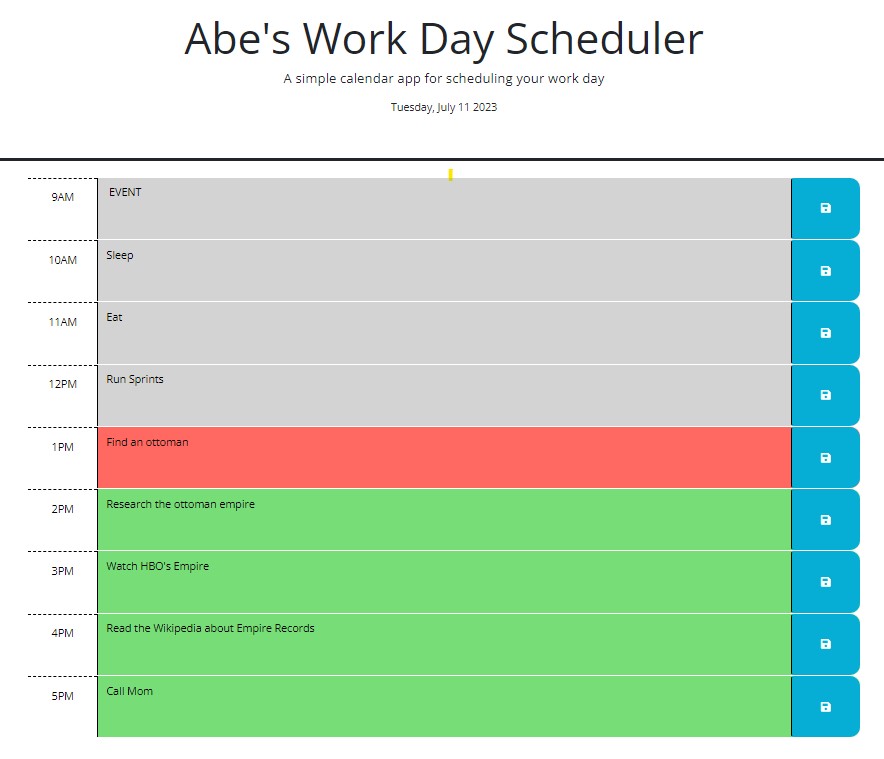 Abe's Work Day Scheduler
A simple calendar app for scheduling your work day
Tuesday, July 11 2023
9AM EVENT
10AM Sleep
11AM Eat
12PM Run Sprints
1PM Find an ottoman
2PM Research the ottoman empire
3PM Watch HBO's Empire
4PM Read the Wikipedia about Empire Records
5PM Call Mom